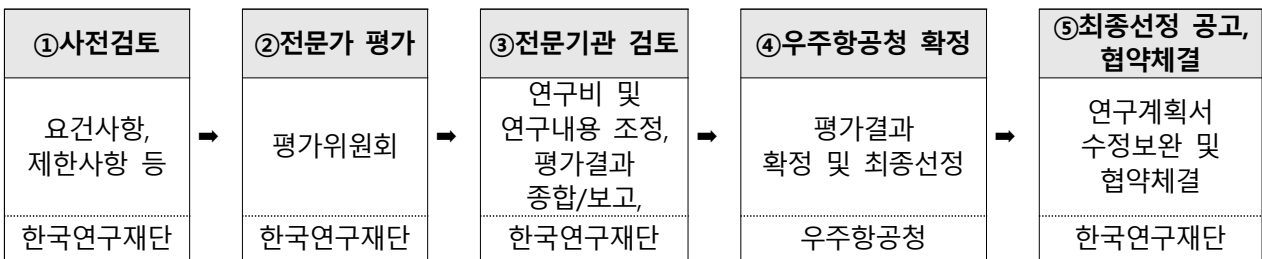 ①사전검토
요건사항,
제한사항 등
한국연구재단
➡
②전문가 평가
평가위원회
한국연구재단
➡
③전문기관 검토
연구비 및
연구내용 조정,
평가결과
종합/보고,
한국연구재단
➡
④우주항공청 확정
평가결과
확정 및 최종선정
우주항공청
➡
⑤최종선정 공고,
협약체결
연구계획서
수정보완 및
협약체결
한국연구재단